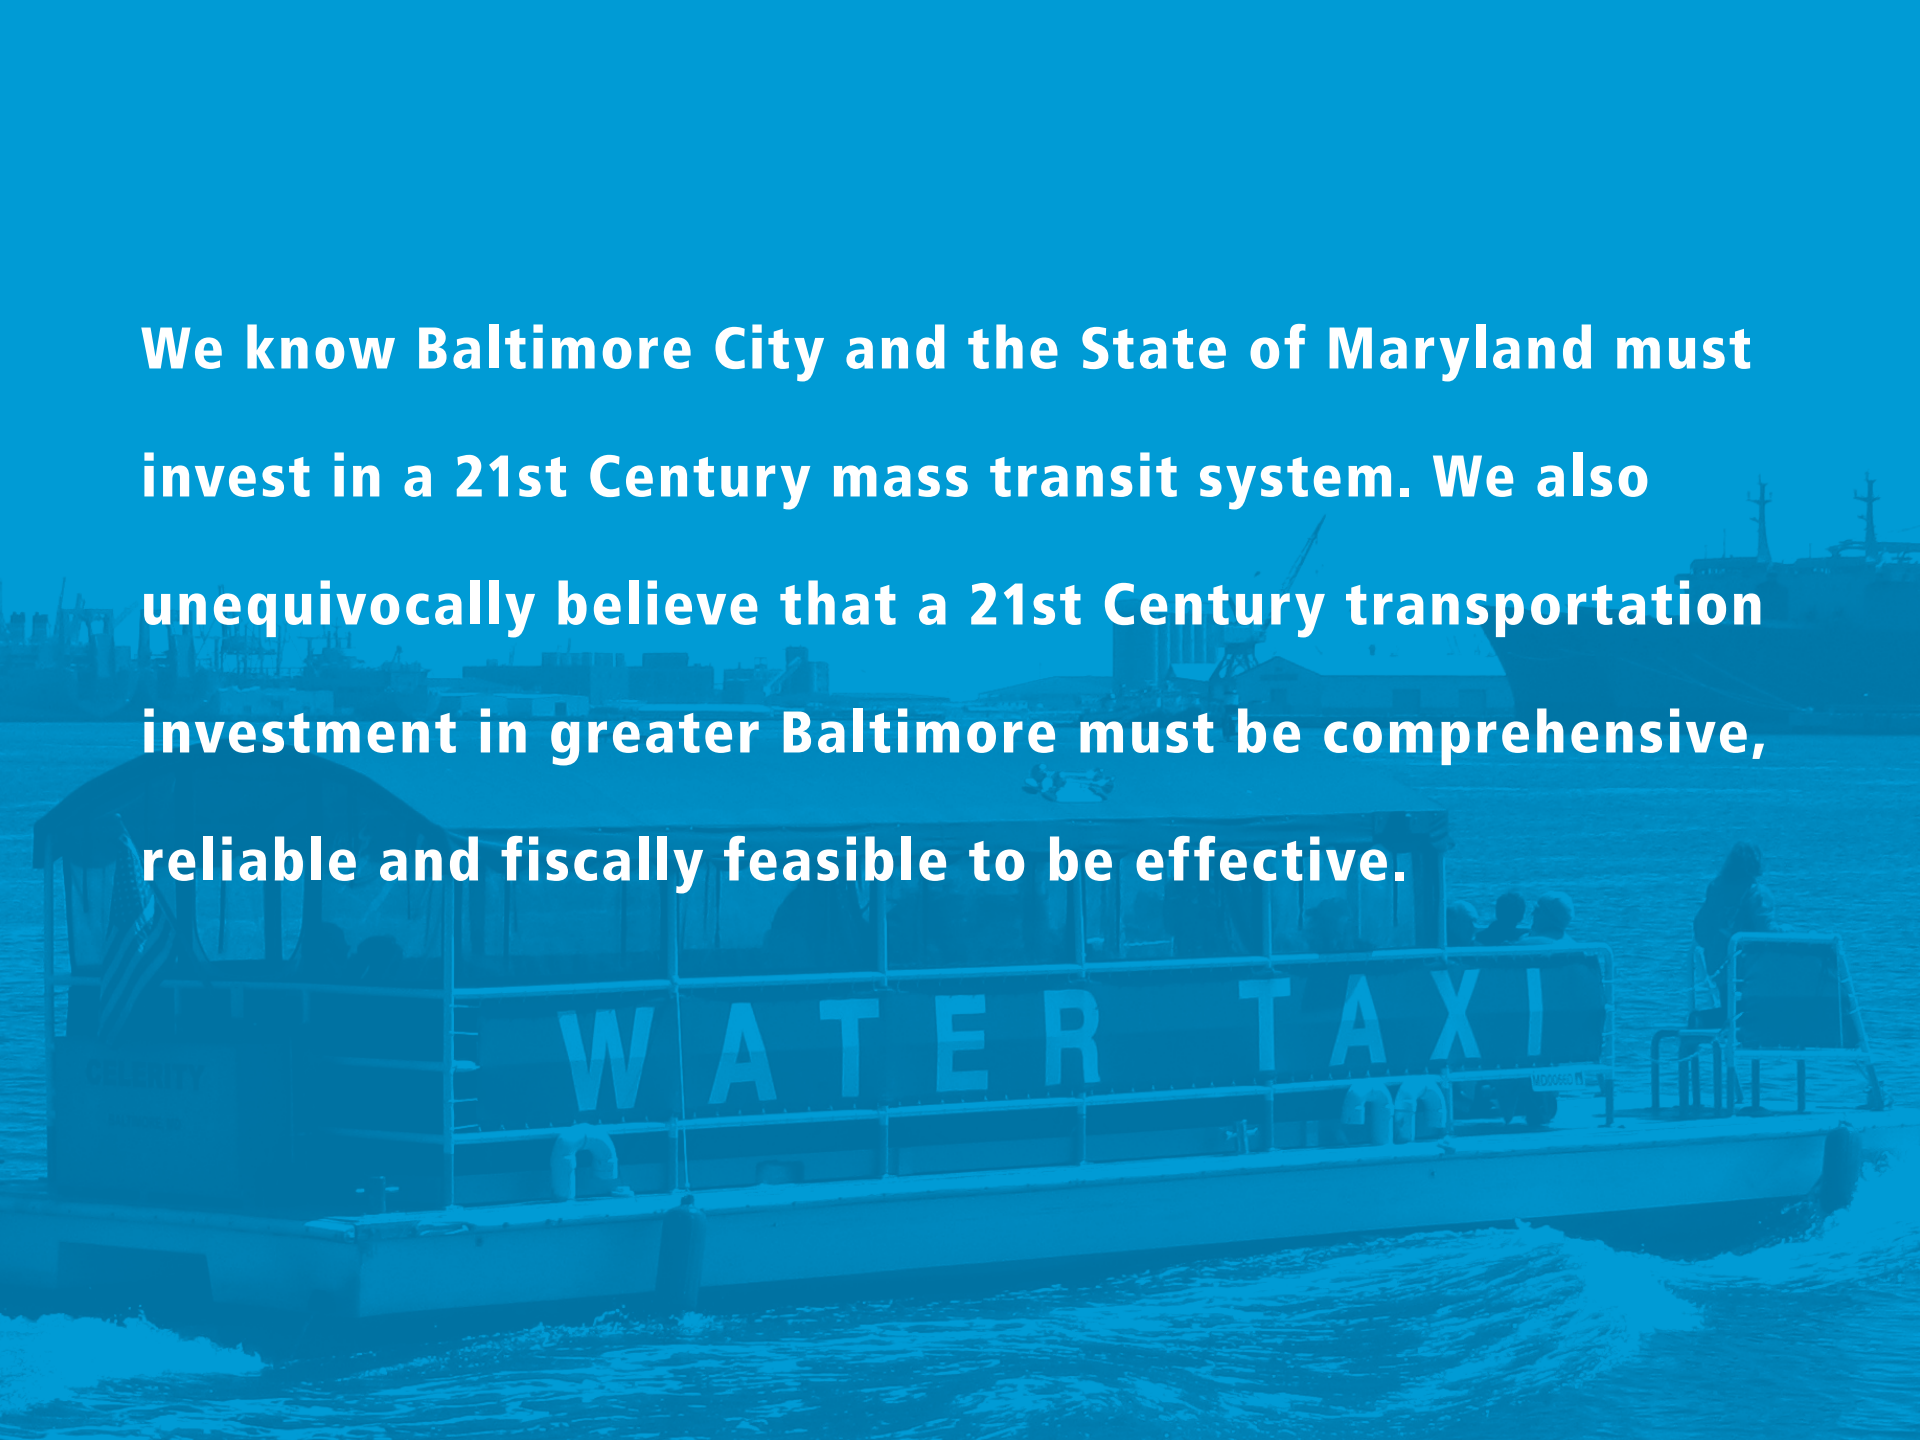 We know Baltimore City and the State of Maryland must
invest in a 21st Century mass transit system. We also
unequivocally believe that a 21st Century transportation
investment in greater Baltimore must be comprehensive,
reliable and fiscally feasible to be effective.
WATER TAXI
CELERITY